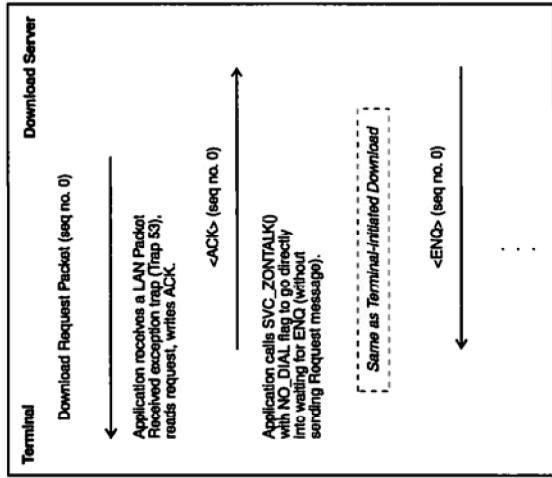 Terminal
Download Server
Download Request Packet (seq no. 0)
Application receives a LAN Packet
Received exception trap (Trap 53),
reads request, writes ACK.
<ACK> (seq no. 0)
Application calls SVC_ZONTALK()
with NO_DIAL flag to go directly
into waiting for ENQ (without
sending Request message).
Same as Terminal-Initiated Download
<ENQ> (seq no. 0)
. . .